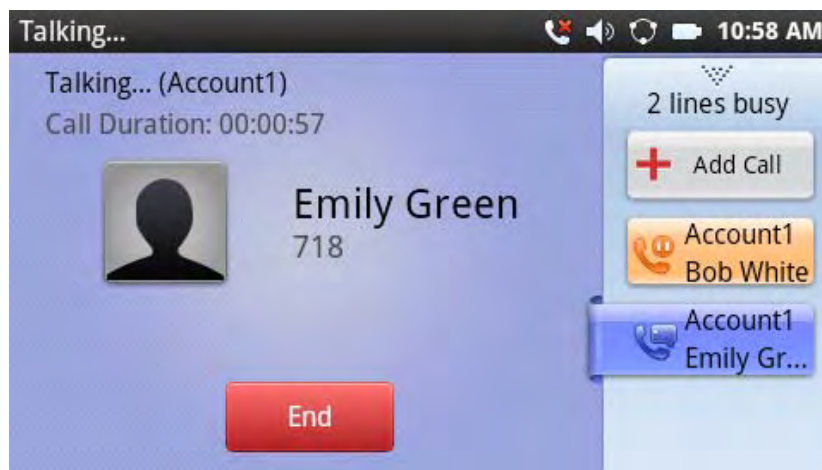 Talking...
10:58 AM
Talking... (Account1)
Call Duration: 00:00:57
Emily Green
718
End
2 lines busy
Add Call
Account1
Bob White
Account1
Emily Gr...